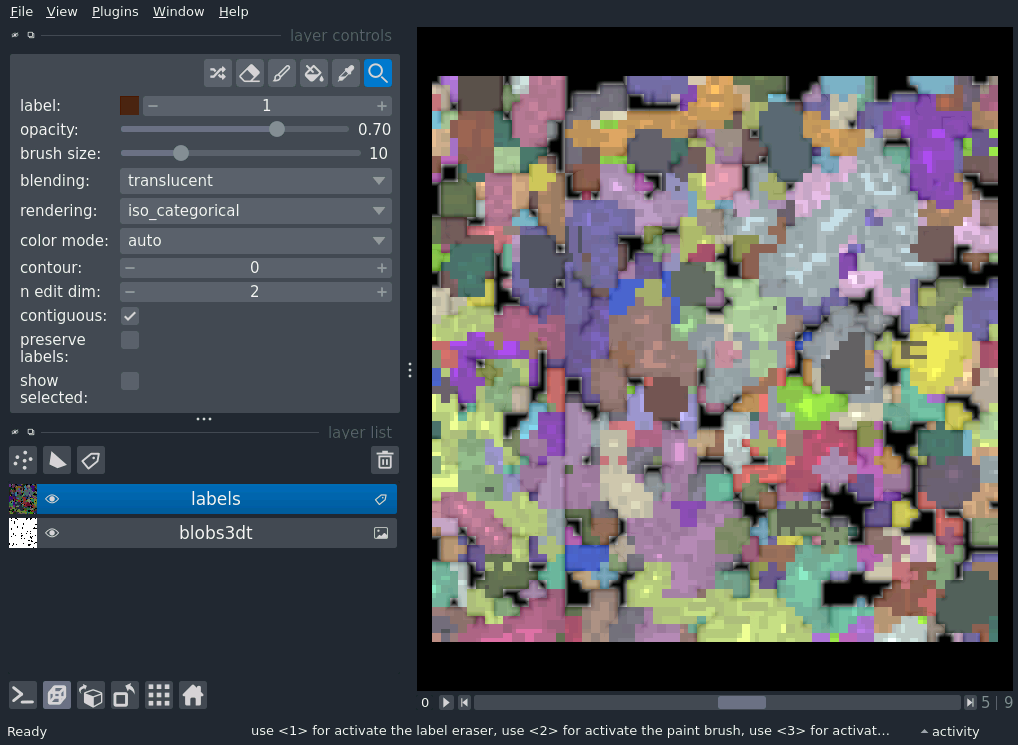 File View Plugins Window Help
layer controls
label: 1
opacity: 0.70
brush size: 10
blending: translucent
rendering: iso_categorical
color mode: auto
contour: 0
n edit dim: 2
contiguous:
preserve
labels:
show
selected:
layer list
labels
blobs3dt
0 5 | 9
Ready use <1> for activate the label eraser, use <2> for activate the paint brush, use <3> for activat... activity